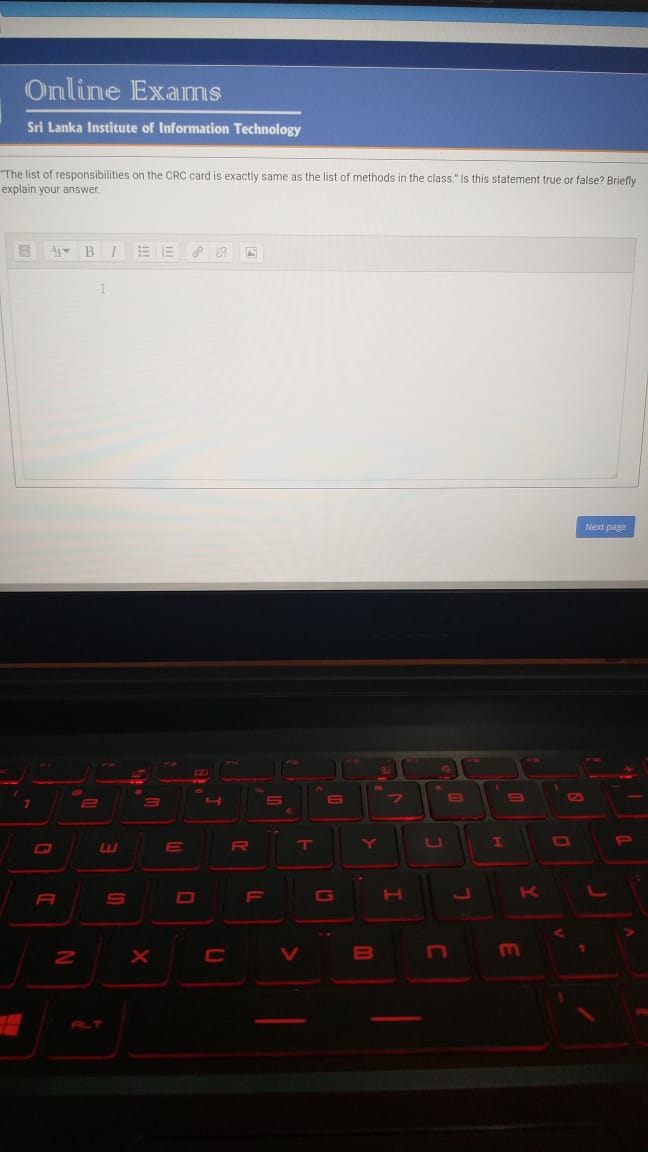 Online Exams
Sri Lanka Institute of Information Technology
"The list of responsibilities on the CRC card is exactly same as the list of methods in the class." Is this statement true or false? Briefly
explain your answer.
B I
Next page
1 2 3 4 5 6 7 8 9 0
Q W E R T Y U I O P
A S D F G H J K L
Z X C V B N M ,
ALT